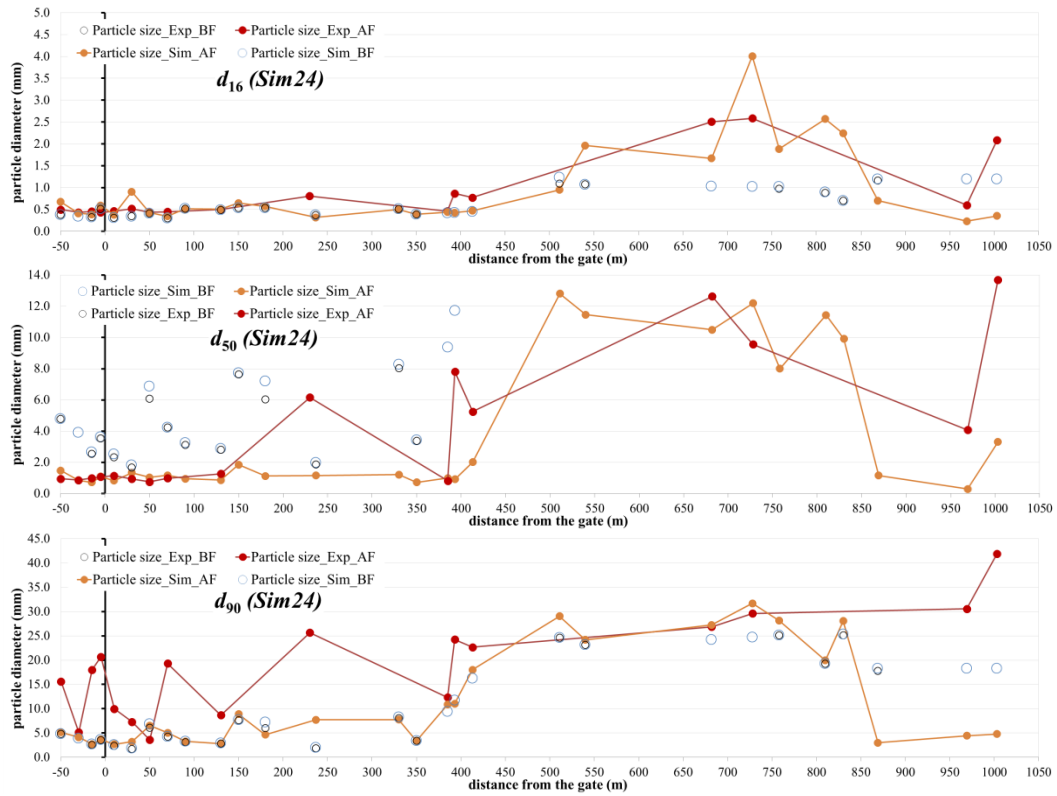 5.0
4.5
4.0
3.5
3.0
2.5
2.0
1.5
1.0
0.5
0.0
particle diameter (mm)
Particle size_Exp_BF Particle size_Exp_AF
Particle size_Sim_AF Particle size_Sim_BF
d16 (Sim24)
-50 0 50 100 150 200 250 300 350 400 450 500 550 600 650 700 750 800 850 900 950 1000 1050
distance from the gate (m)
14.0
12.0
10.0
8.0
6.0
4.0
2.0
0.0
particle diameter (mm)
Particle size_Sim_BF Particle size_Sim_AF
Particle size_Exp_BF Particle size_Exp_AF
d50 (Sim24)
-50 0 50 100 150 200 250 300 350 400 450 500 550 600 650 700 750 800 850 900 950 1000 1050
distance from the gate (m)
45.0
40.0
35.0
30.0
25.0
20.0
15.0
10.0
5.0
0.0
particle diameter (mm)
Particle size_Exp_BF Particle size_Exp_AF
Particle size_Sim_AF Particle size_Sim_BF
d90 (Sim24)
-50 0 50 100 150 200 250 300 350 400 450 500 550 600 650 700 750 800 850 900 950 1000 1050
distance from the gate (m)